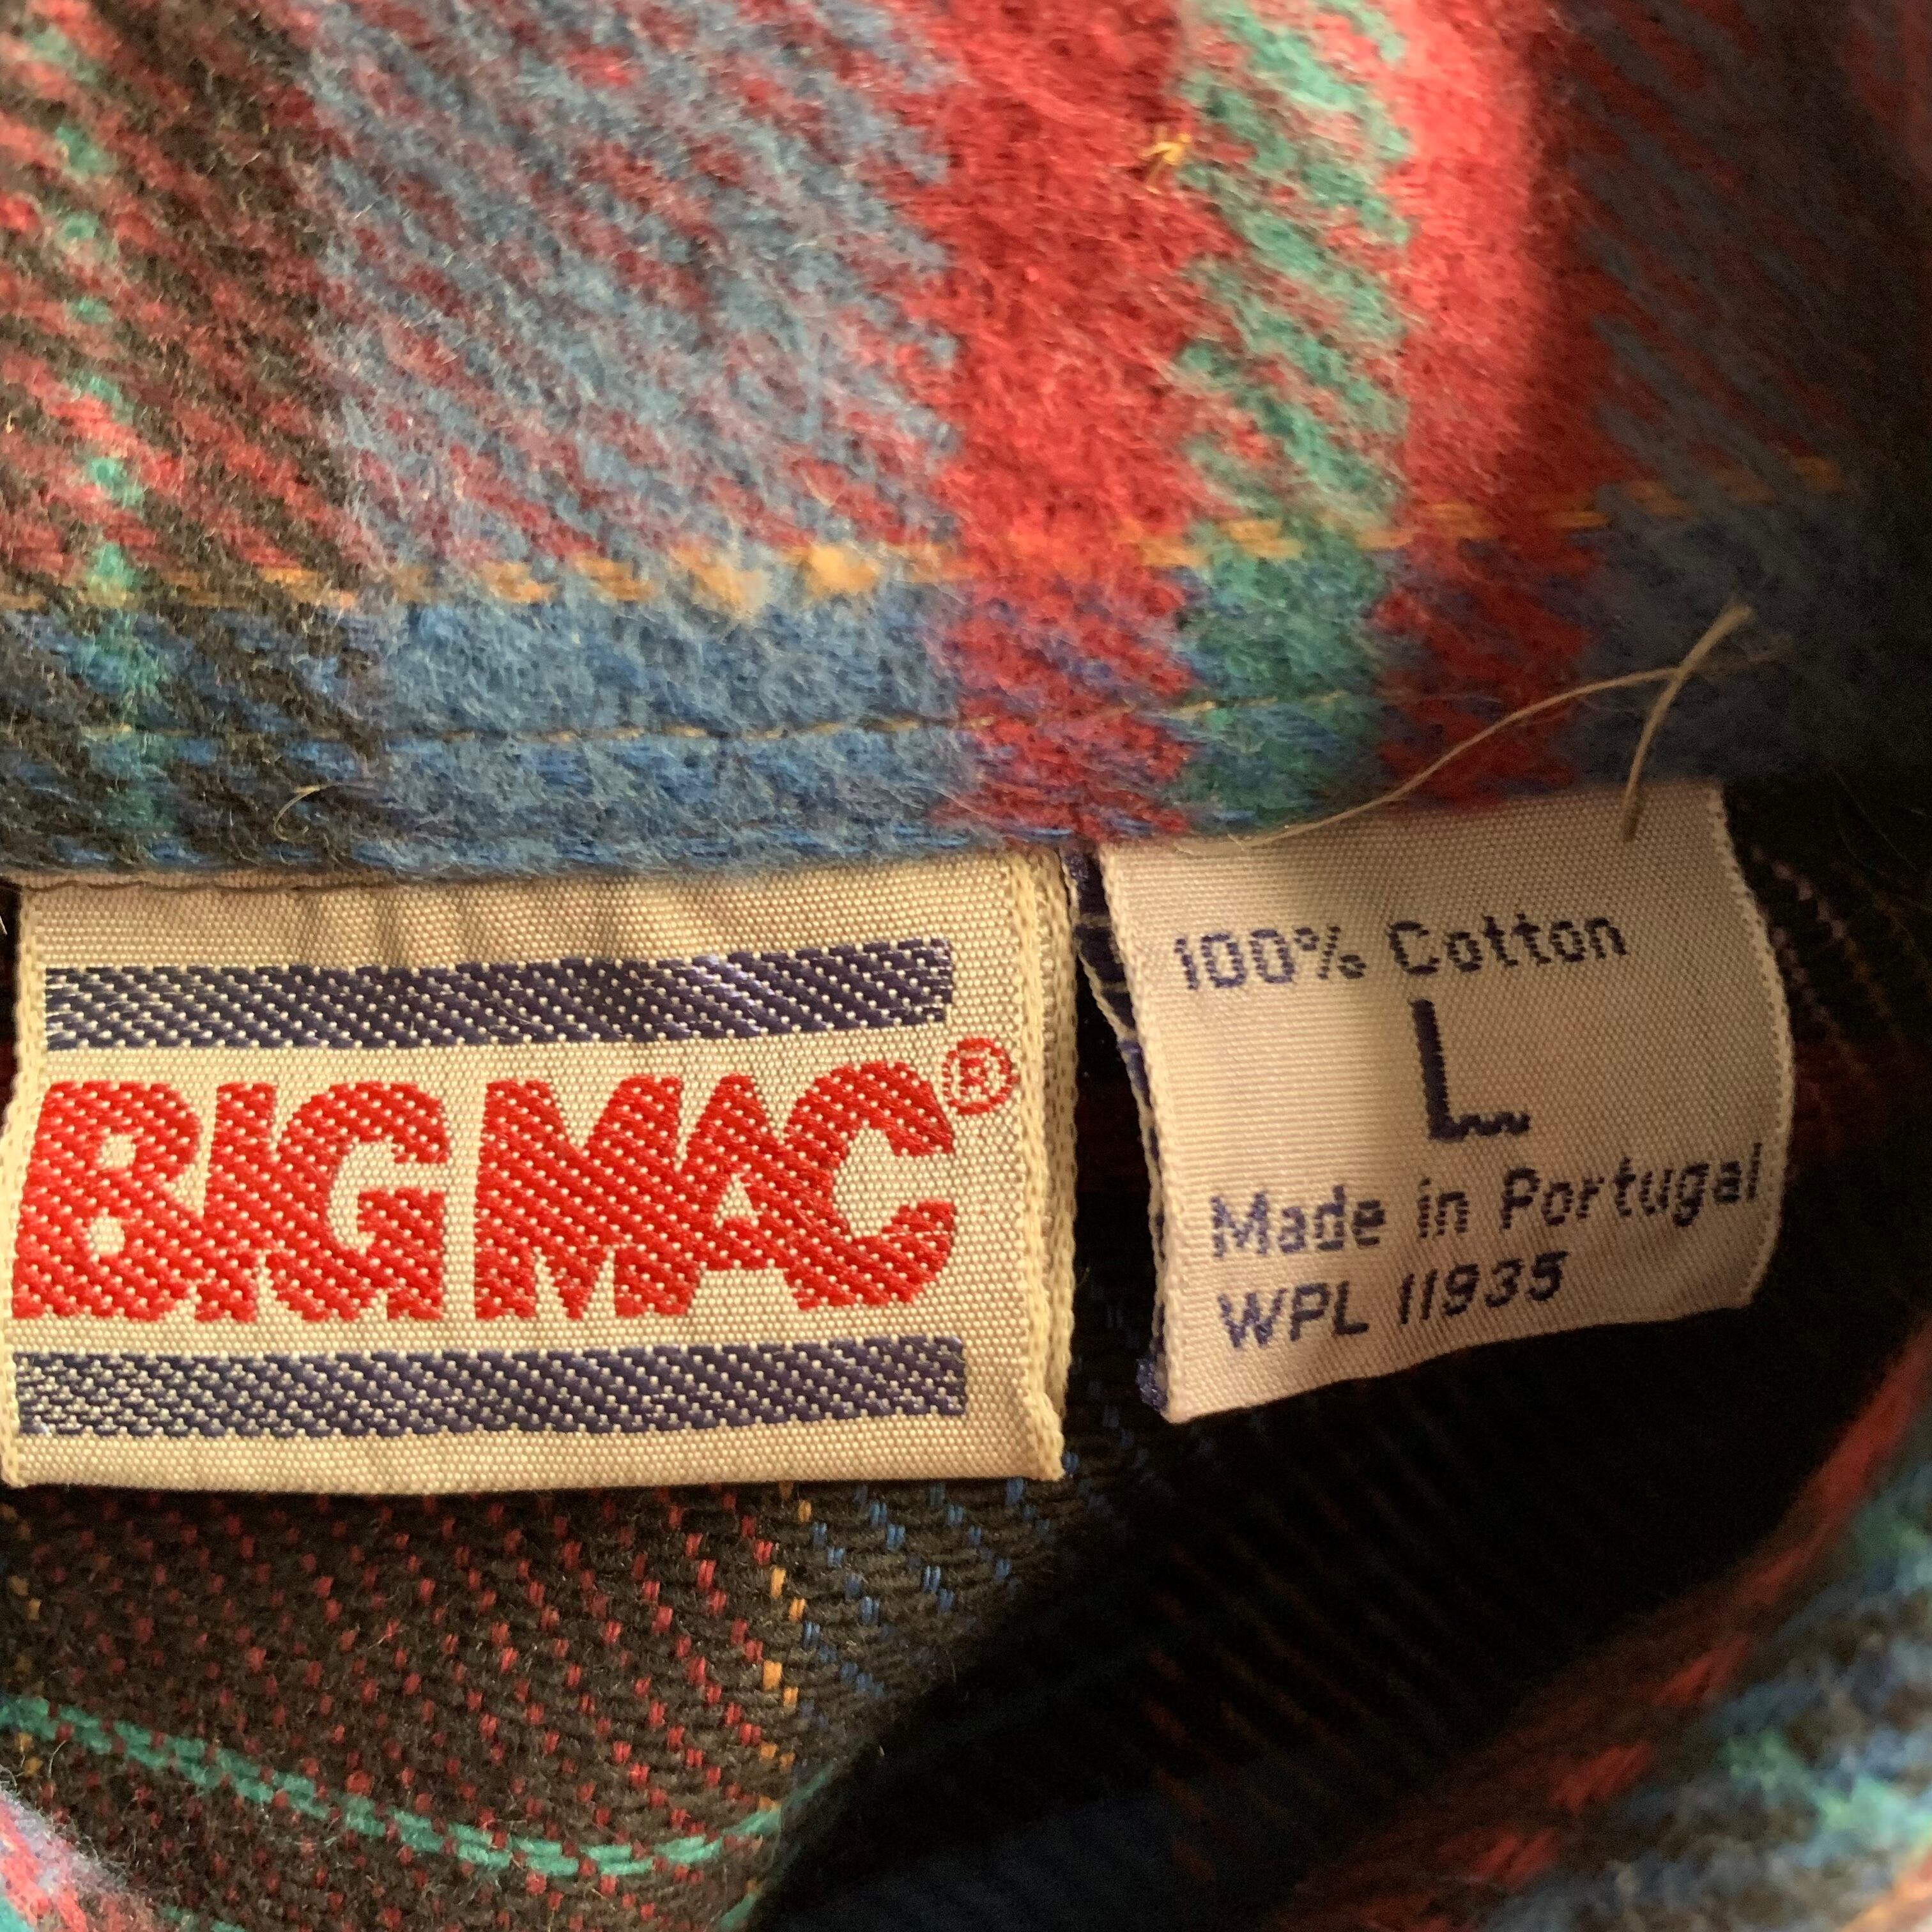 BIG MAC®
100% Cotton
L
Made in Portugal
WPL 11935